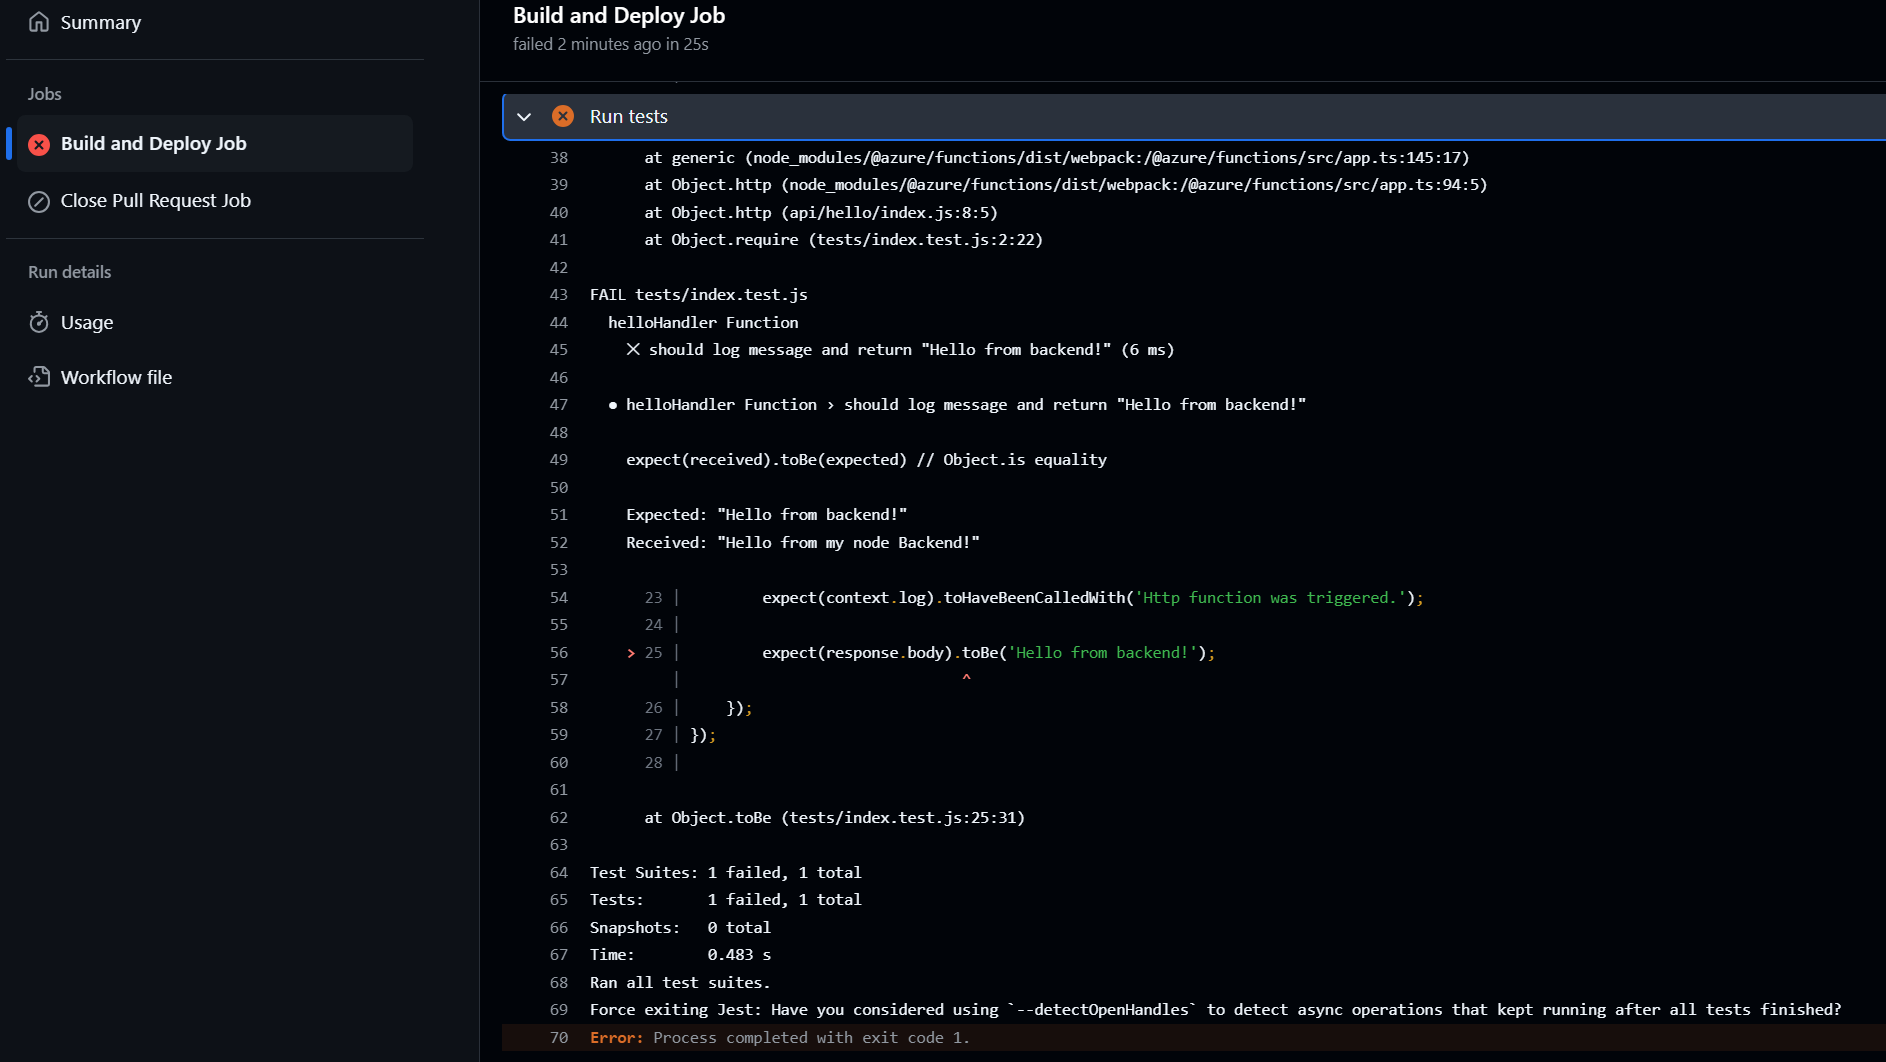 Summary
Jobs
Build and Deploy Job
Close Pull Request Job
Run details
Usage
Workflow file
Build and Deploy Job
failed 2 minutes ago in 25s
Run tests
38 at generic (node_modules/@azure/functions/dist/webpack:/@azure/functions/src/app.ts:145:17)
39 at Object.http (node_modules/@azure/functions/dist/webpack:/@azure/functions/src/app.ts:94:5)
40 at Object.http (api/hello/index.js:8:5)
41 at Object.require (tests/index.test.js:2:22)
42
43 FAIL tests/index.test.js
44 helloHandler Function
45 ✕ should log message and return "Hello from backend!" (6 ms)
46
47 ● helloHandler Function › should log message and return "Hello from backend!"
48
49 expect(received).toBe(expected) // Object.is equality
50
51 Expected: "Hello from backend!"
52 Received: "Hello from my node Backend!"
53
54 23 | expect(context.log).toHaveBeenCalledWith('Http function was triggered.');
55 24 |
56 > 25 | expect(response.body).toBe('Hello from backend!');
57 | ^
58 26 | });
59 27 | });
60 28 |
61
62 at Object.toBe (tests/index.test.js:25:31)
63
64 Test Suites: 1 failed, 1 total
65 Tests: 1 failed, 1 total
66 Snapshots: 0 total
67 Time: 0.483 s
68 Ran all test suites.
69 Force exiting Jest: Have you considered using `--detectOpenHandles` to detect async operations that kept running after all tests finished?
70 Error: Process completed with exit code 1.